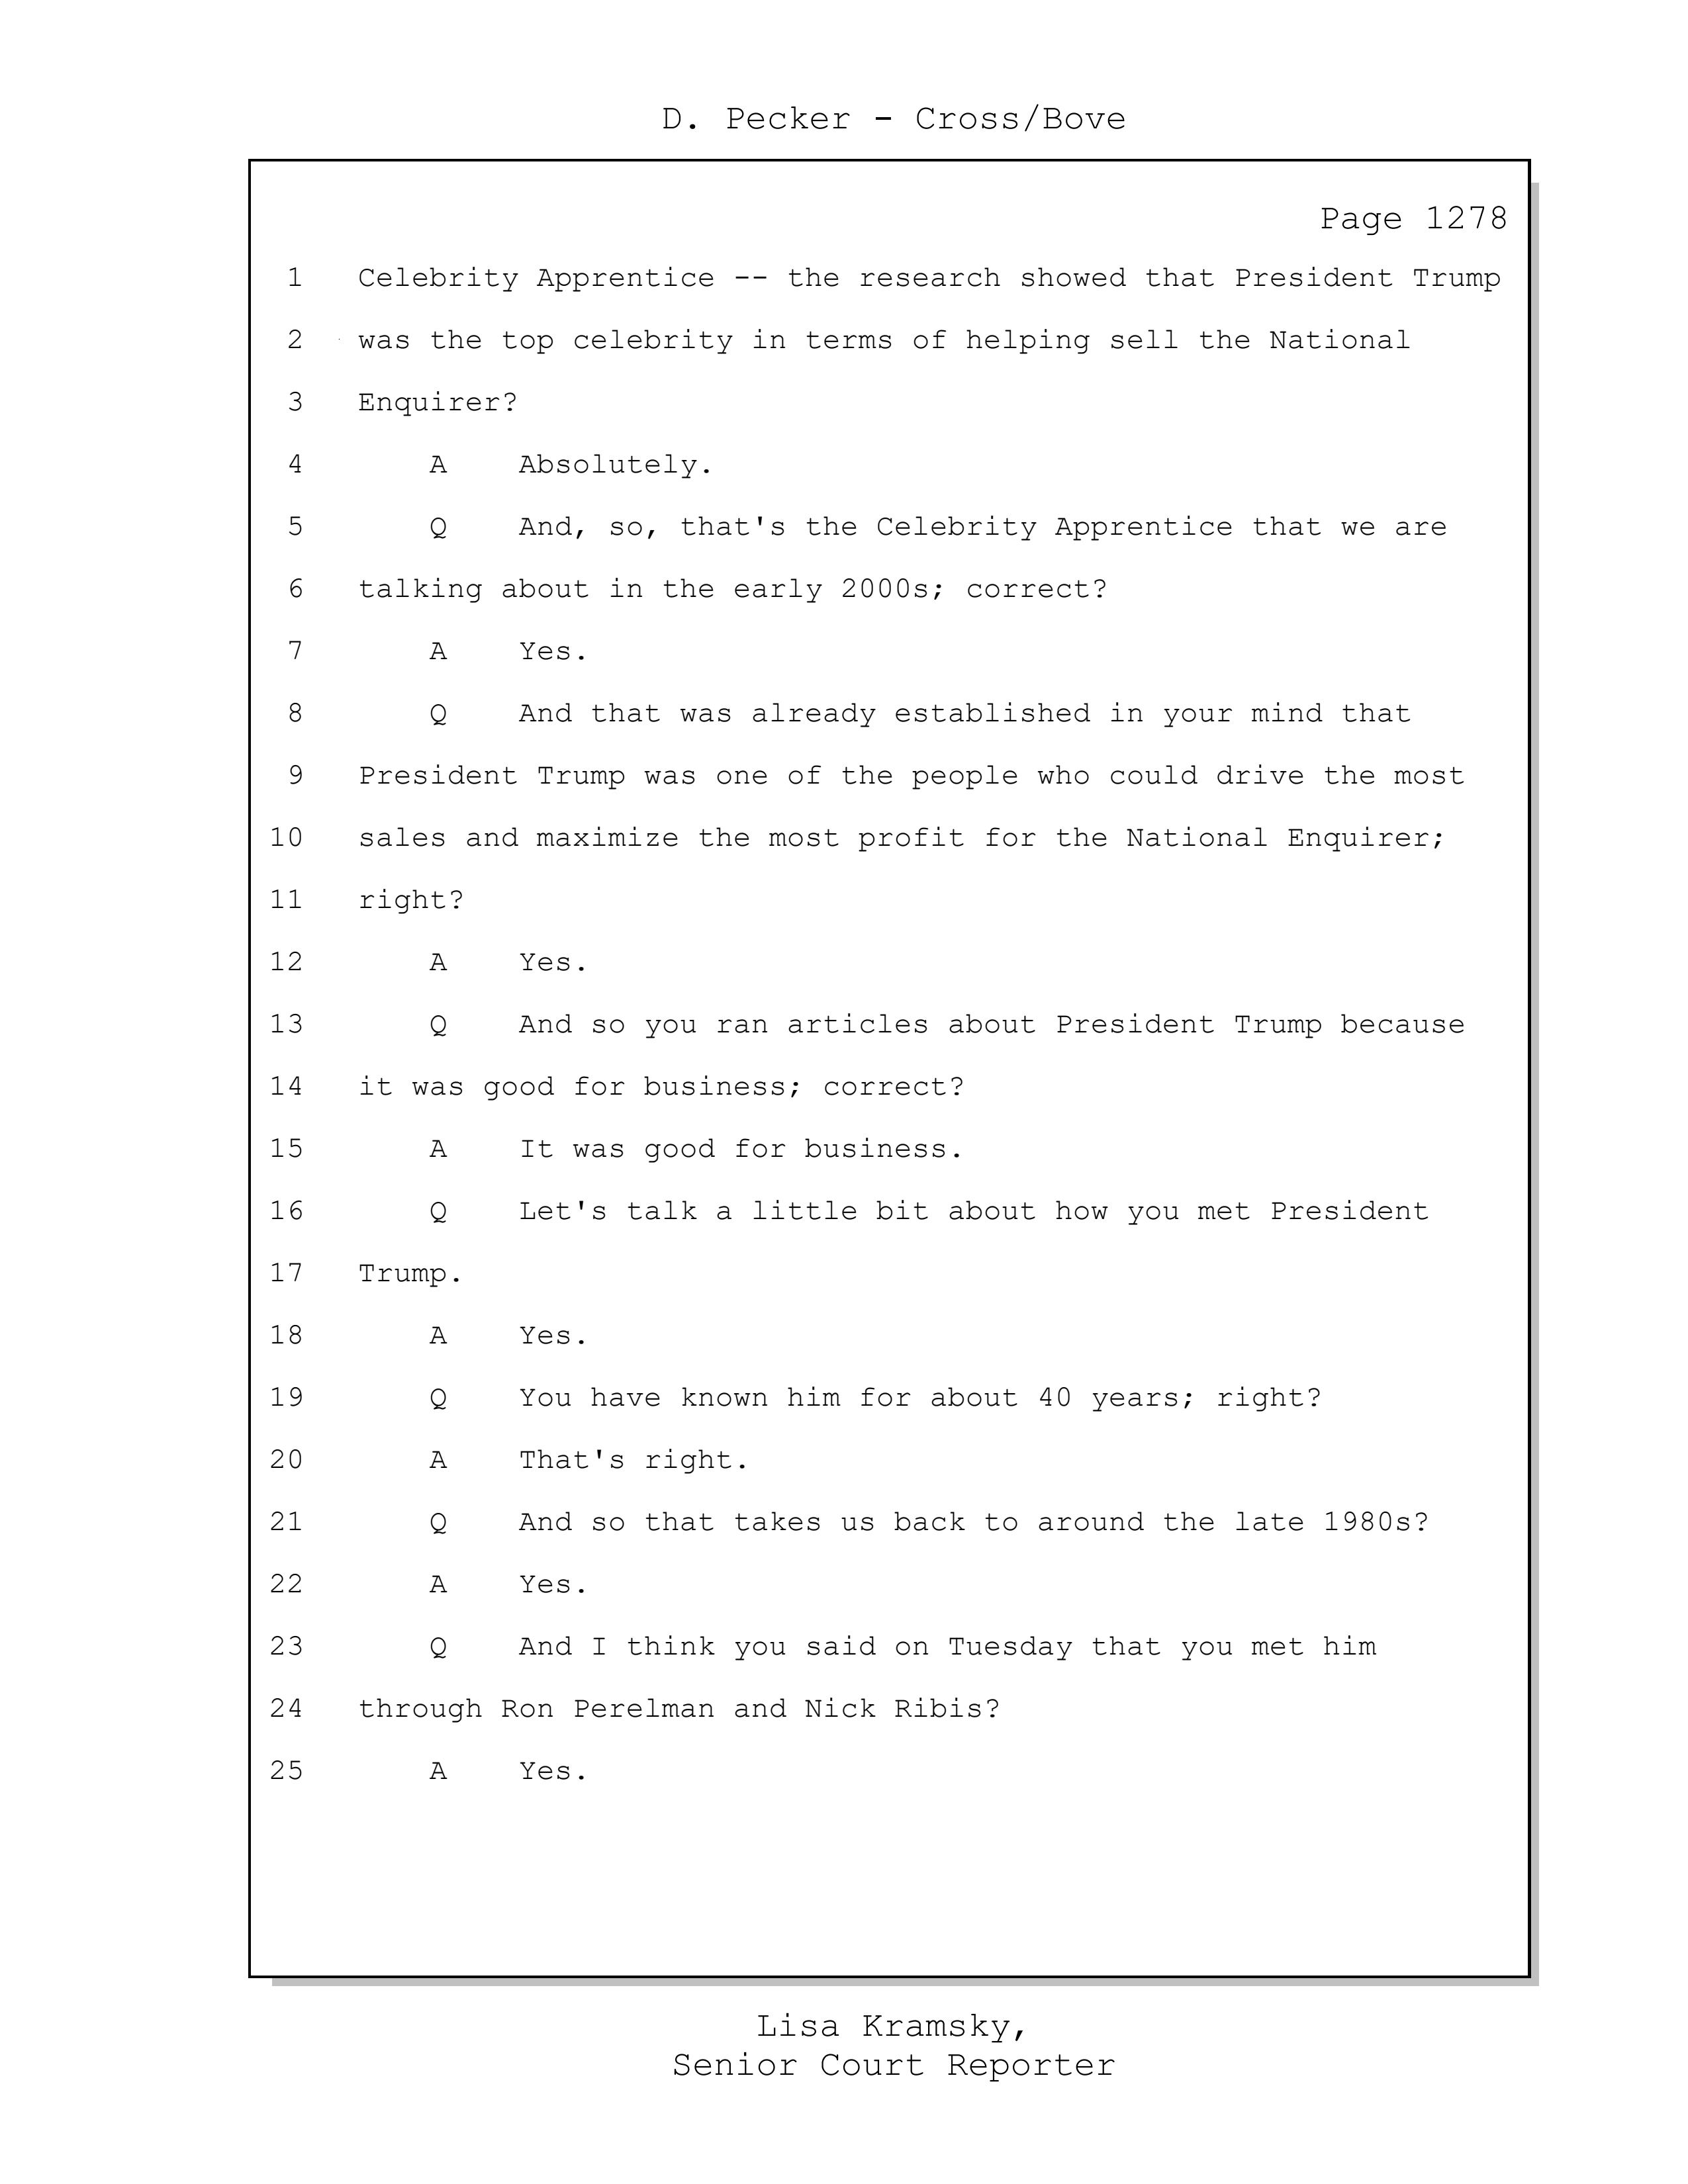 D. Pecker - Cross/Bove
Page 1278
1 Celebrity Apprentice -- the research showed that President Trump
2 was the top celebrity in terms of helping sell the National
3 Enquirer?
4 A Absolutely.
5 Q And, so, that's the Celebrity Apprentice that we are
6 talking about in the early 2000s; correct?
7 A Yes.
8 Q And that was already established in your mind that
9 President Trump was one of the people who could drive the most
10 sales and maximize the most profit for the National Enquirer;
11 right?
12 A Yes.
13 Q And so you ran articles about President Trump because
14 it was good for business; correct?
15 A It was good for business.
16 Q Let's talk a little bit about how you met President
17 Trump.
18 A Yes.
19 Q You have known him for about 40 years; right?
20 A That's right.
21 Q And so that takes us back to around the late 1980s?
22 A Yes.
23 Q And I think you said on Tuesday that you met him
24 through Ron Perelman and Nick Ribis?
25 A Yes.
Lisa Kramsky,
Senior Court Reporter